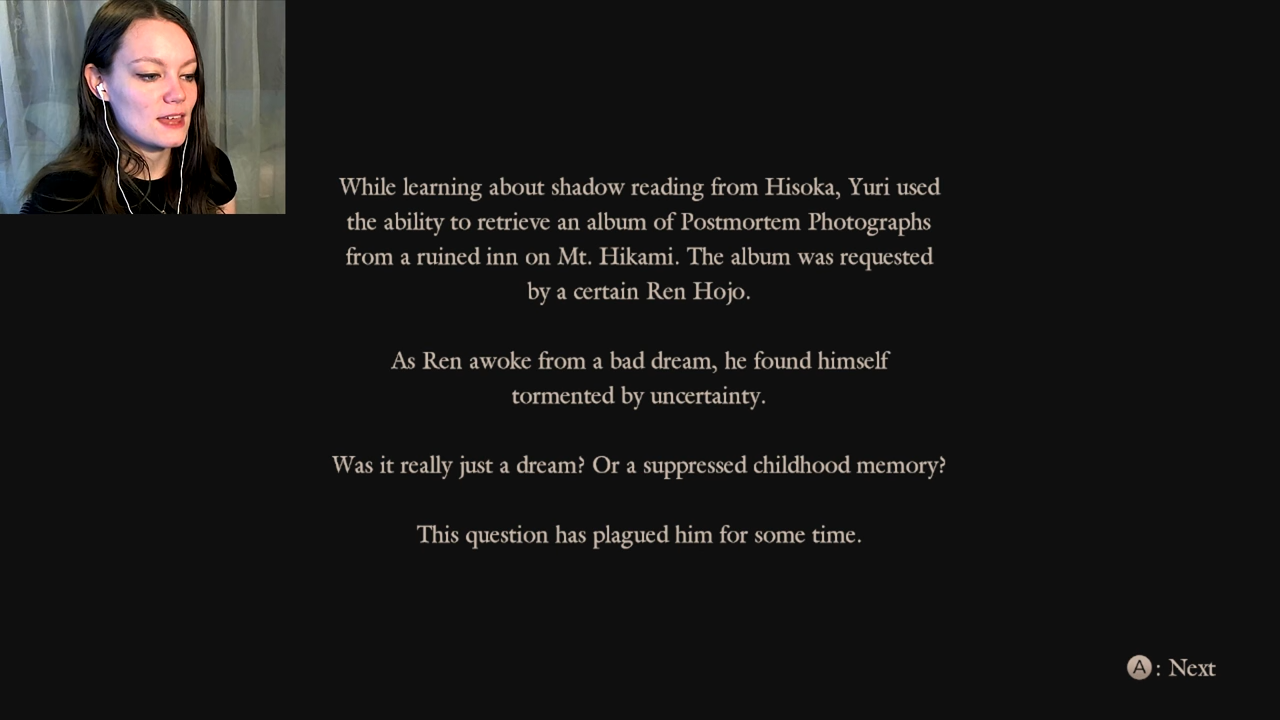 While learning about shadow reading from Hisoka, Yuri used
the ability to retrieve an album of Postmortem Photographs
from a ruined inn on Mt. Hikami. The album was requested
by a certain Ren Hojo.
As Ren awoke from a bad dream, he found himself
tormented by uncertainty.
Was it really just a dream? Or a suppressed childhood memory?
This question has plagued him for some time.
A: Next